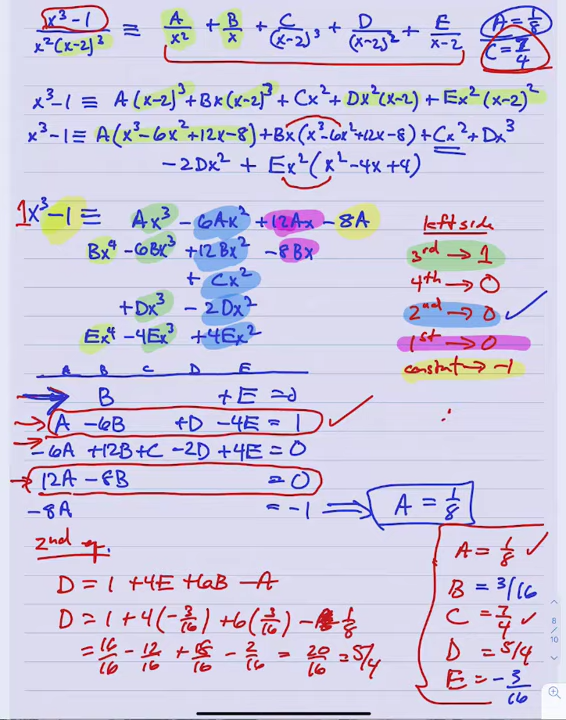 x³ - 1 / x²(x-2)³ ≡ A/x² + B/x + C/(x-2)³ + D/(x-2)² + E/x-2   A = 1/8
C = 7/4
x³-1 ≡ A(x-2)³ + Bx(x-2)³ + Cx² + Dx²(x-2) + Ex²(x-2)²
x³-1 ≡ A(x³-6x²+12x-8) + Bx(x³-6x²+12x-8) + Cx² + Dx³
-2Dx² + Ex²(x²-4x+4)
1x³-1 ≡ Ax³ - 6Ax² + 12Ax - 8A
Bx⁴ - 6Bx³ + 12Bx² - 8Bx
+ Cx²
+Dx³ - 2Dx²
Ex⁴ - 4Ex³ + 4Ex²
left side
3rd → 1
4th → 0
2nd → 0 ✓
1st → 0
constant → -1
A B C D E
→ B + E = 0
→ A - 6B + D - 4E = 1 ✓
→ -6A + 12B + C - 2D + 4E = 0
→ 12A - 8B = 0
-8A = -1 ⟹ A = 1/8
2nd eq.
D = 1 + 4E + 6B - A
D = 1 + 4(-3/16) + 6(3/16) - 1/8
= 16/16 - 12/16 + 18/16 - 2/16 = 20/16 = 5/4
A = 1/8 ✓
B = 3/16
C = 7/4 ✓
D = 5/4
E = -3/16
8
10